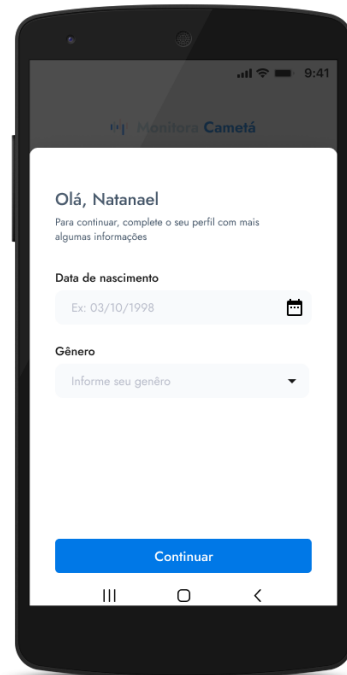 9:41
Monitora Cametá
Olá, Natanael
Para continuar, complete o seu perfil com mais
algumas informações
Data de nascimento
Ex: 03/10/1998
Gênero
Informe seu genêro
Continuar